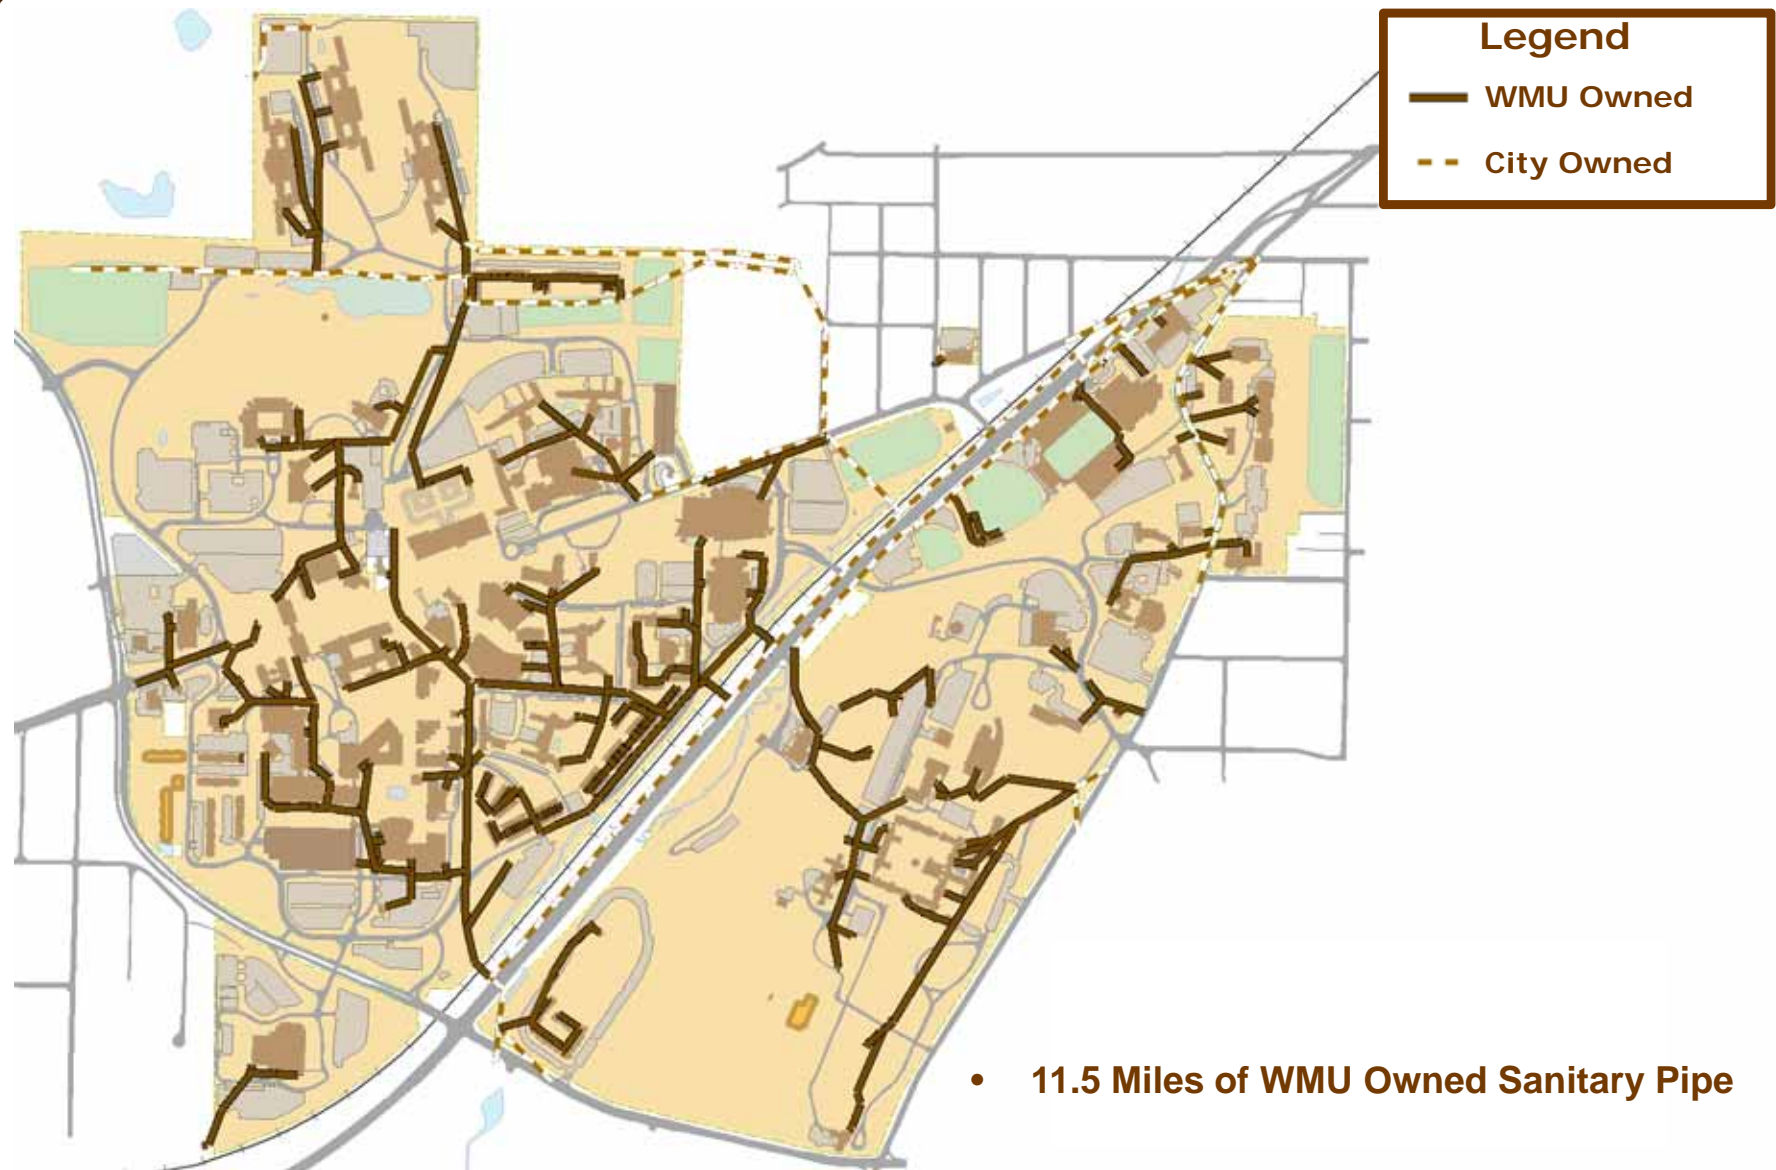 Legend
WMU Owned
City Owned
• 11.5 Miles of WMU Owned Sanitary Pipe